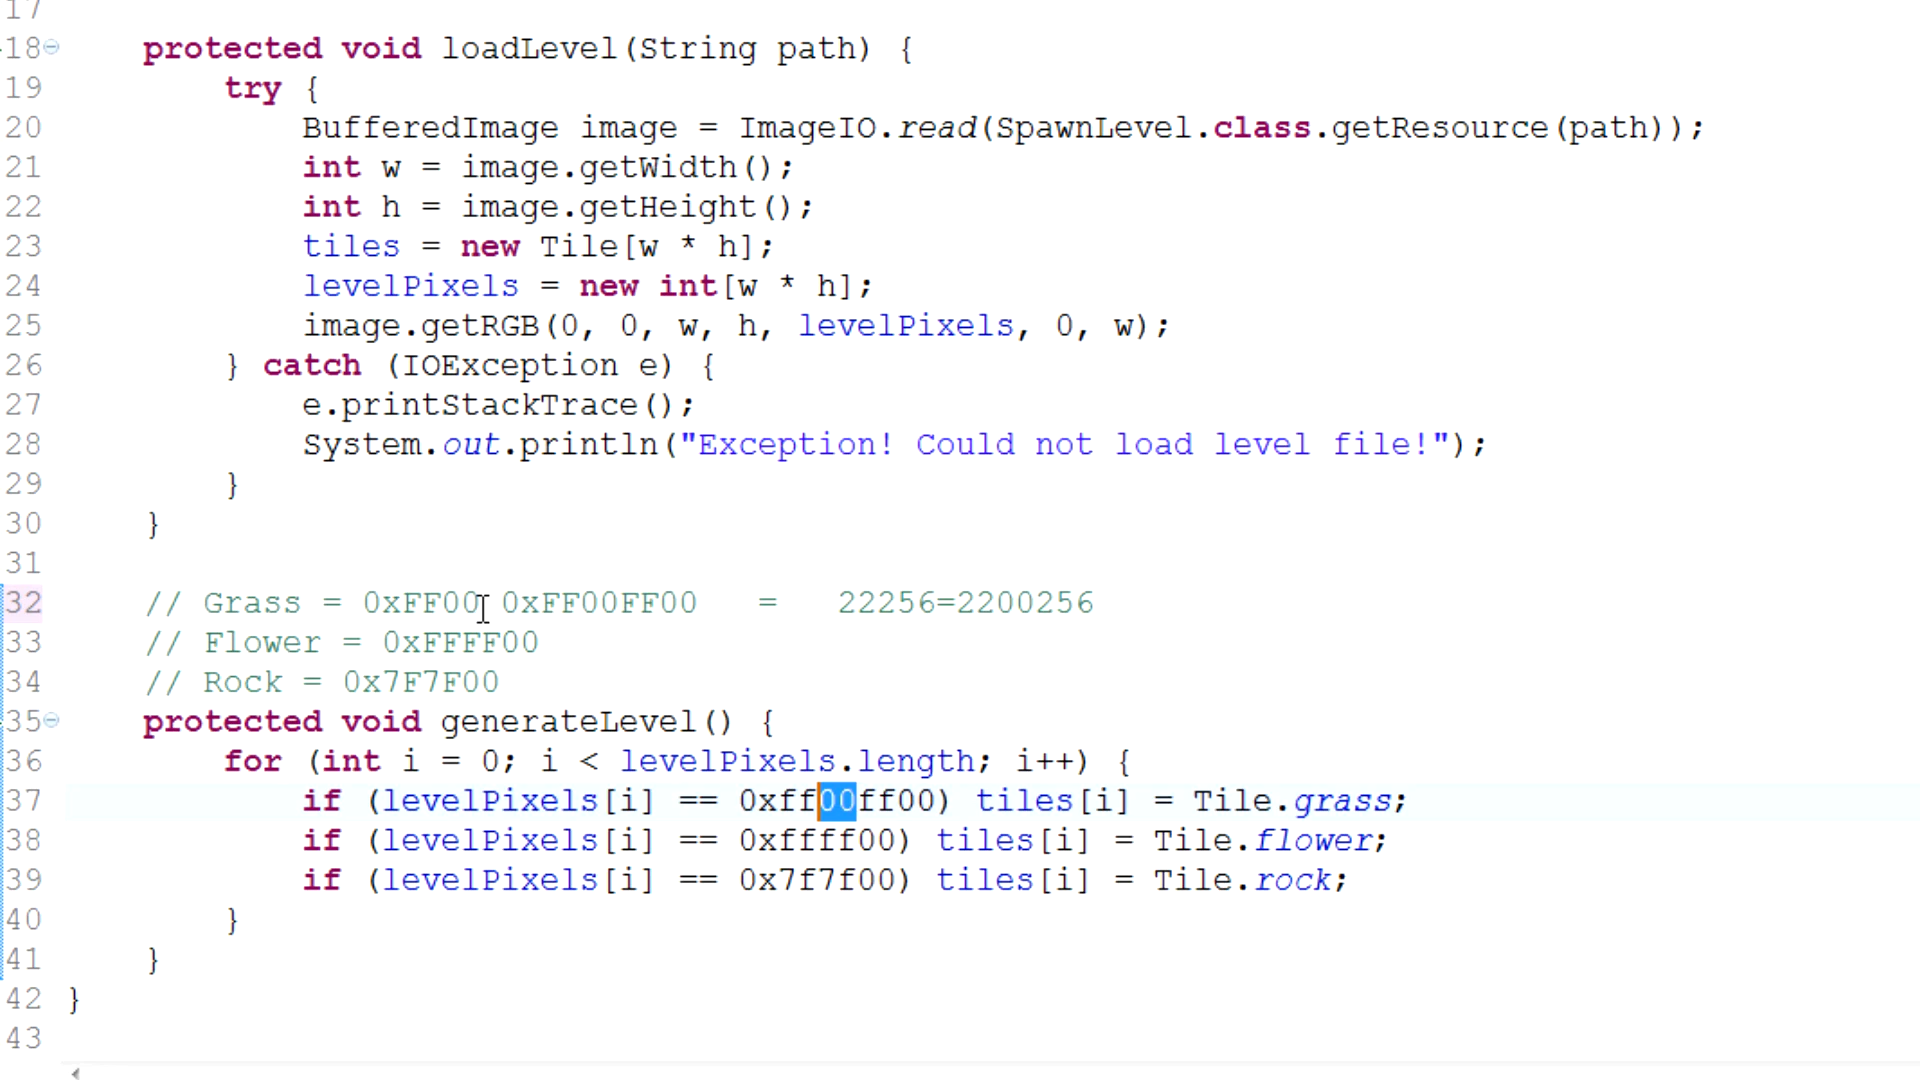 17
18 protected void loadLevel(String path) {
19 try {
20 BufferedImage image = ImageIO.read(SpawnLevel.class.getResource(path));
21 int w = image.getWidth();
22 int h = image.getHeight();
23 tiles = new Tile[w * h];
24 levelPixels = new int[w * h];
25 image.getRGB(0, 0, w, h, levelPixels, 0, w);
26 } catch (IOException e) {
27 e.printStackTrace();
28 System.out.println("Exception! Could not load level file!");
29 }
30 }
31
32 // Grass = 0xFF00 0xFF00FF00 = 22256=2200256
33 // Flower = 0xFFFF00
34 // Rock = 0x7F7F00
35 protected void generateLevel() {
36 for (int i = 0; i < levelPixels.length; i++) {
37 if (levelPixels[i] == 0xff00ff00) tiles[i] = Tile.grass;
38 if (levelPixels[i] == 0xffff00) tiles[i] = Tile.flower;
39 if (levelPixels[i] == 0x7f7f00) tiles[i] = Tile.rock;
40 }
41 }
42 }
43